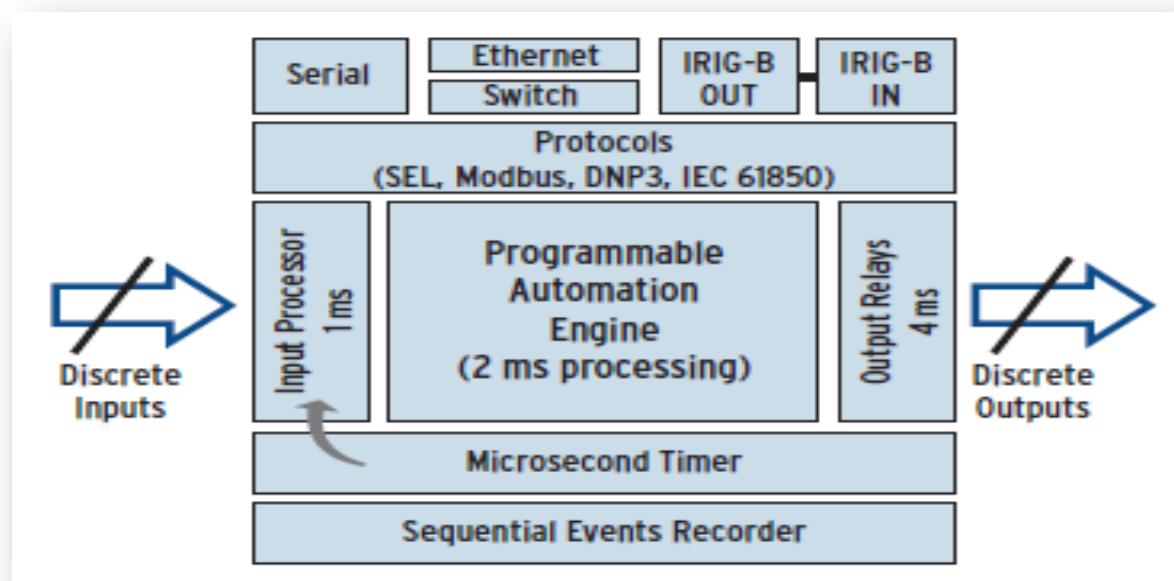 Serial
Ethernet
Switch
IRIG-B
OUT
IRIG-B
IN
Protocols
(SEL, Modbus, DNP3, IEC 61850)
Discrete
Inputs
Input Processor
1 ms
Programmable
Automation
Engine
(2 ms processing)
Output Relays
4 ms
Discrete
Outputs
Microsecond Timer
Sequential Events Recorder